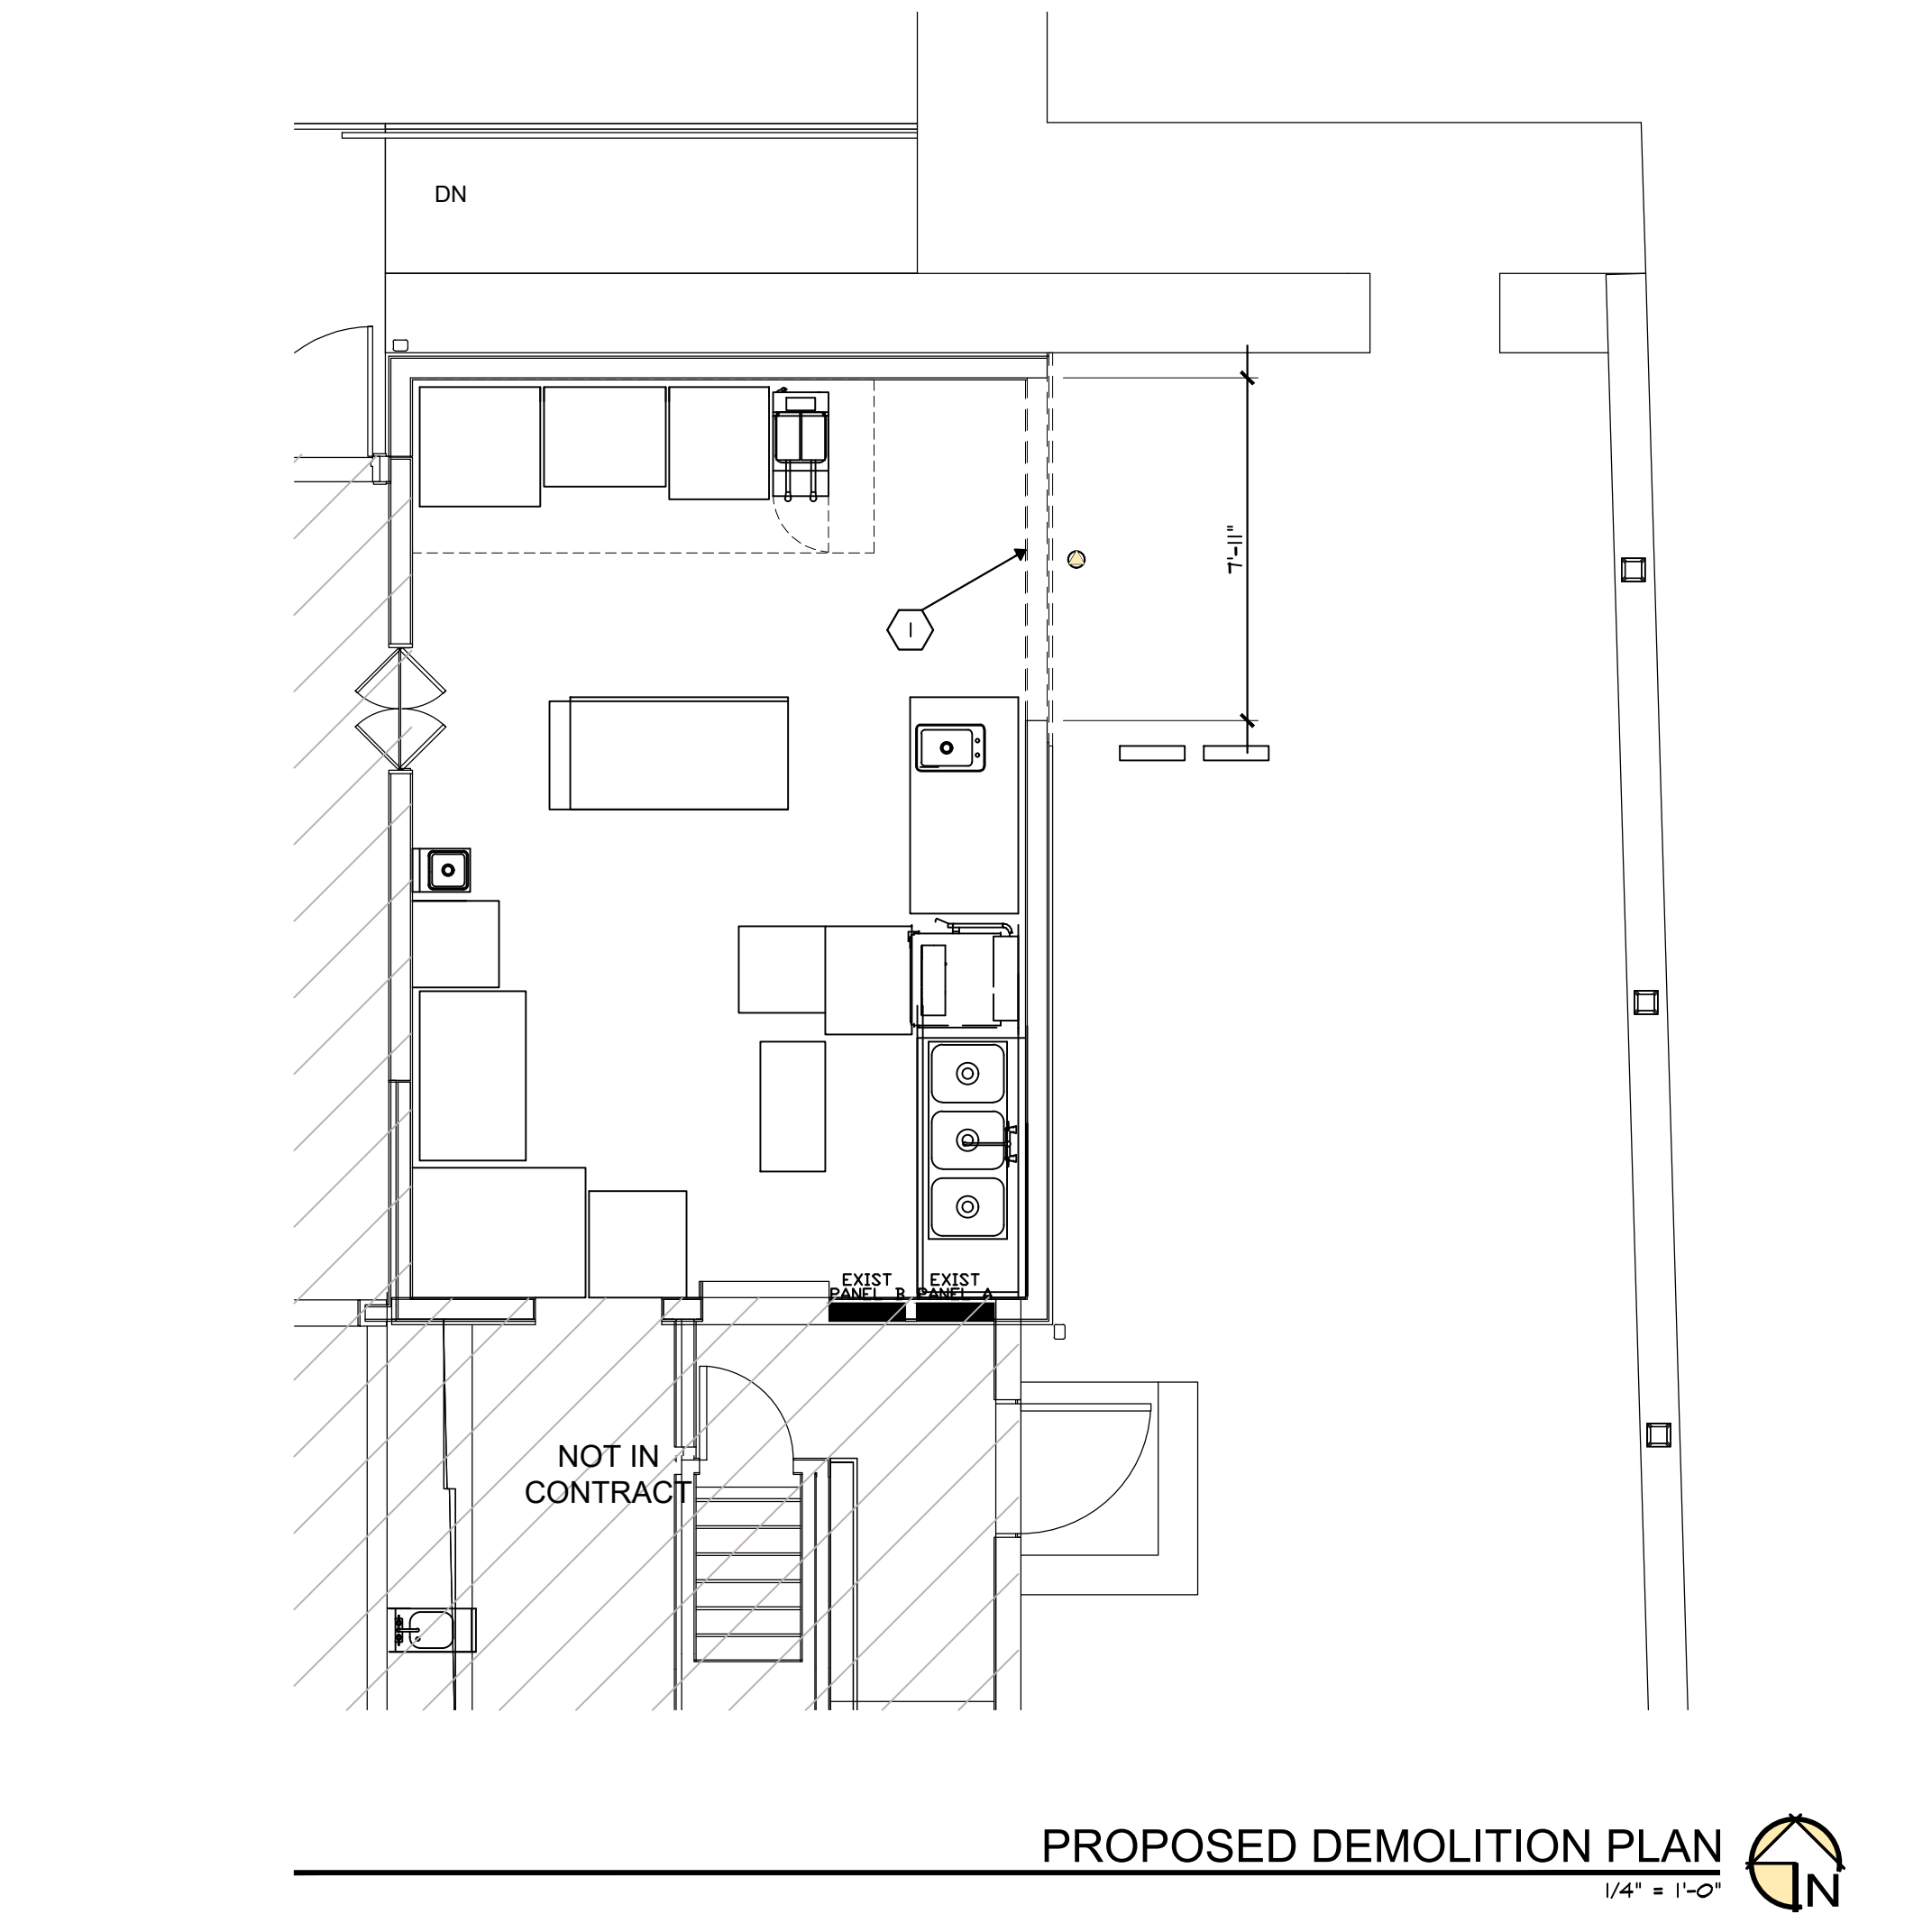 DN
7'-11"
1
NOT IN
CONTRACT
EXIST
PANEL B
EXIST
PANEL A
PROPOSED DEMOLITION PLAN
1/4" = 1'-0"
N